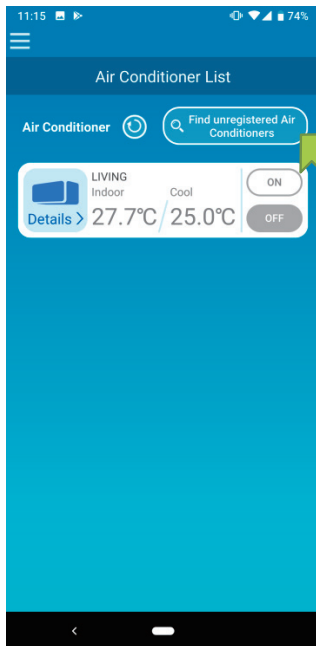 11:15 74%
Air Conditioner List
Air Conditioner
Find unregistered Air
Conditioners
LIVING
Indoor Cool
Details > 27.7℃ 25.0℃
ON
OFF